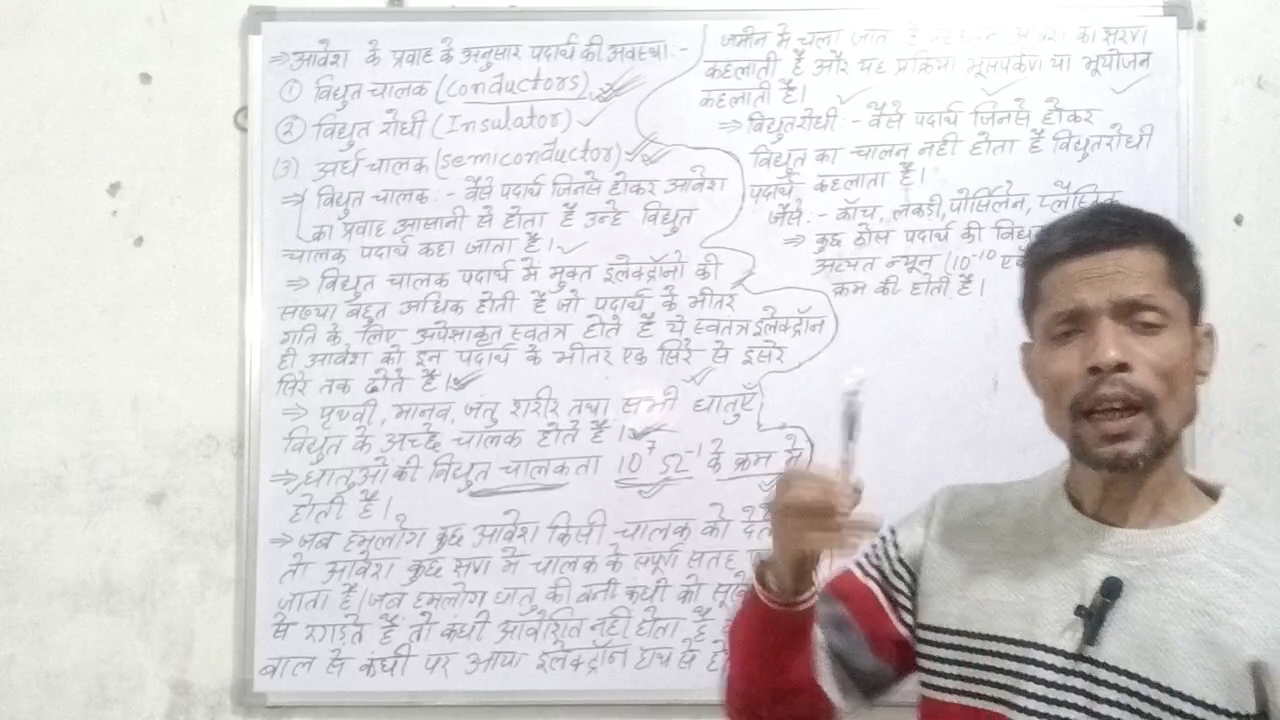 ⇒ आवेश के प्रवाह के अनुसार पदार्थ की अवस्था:-
① विद्युत चालक (conductors)
② विद्युत रोधी (Insulator)
(3) अर्ध चालक (semiconductor)
⇒ विद्युत चालक:- वैसे पदार्थ जिनसे होकर आवेश
का प्रवाह आसानी से होता है उन्हे विद्युत
चालक पदार्थ कहा जाता है।
⇒ विद्युत चालक पदार्थ में मुक्त इलेक्ट्रॉनो की
संख्या बहुत अधिक होती है जो पदार्थ के भीतर
गति के लिए अपेक्षाकृत स्वतंत्र होते है ये स्वतंत्र इलेक्ट्रॉन
ही आवेश को इन पदार्थ के भीतर एक सिरे से दुसरे
सिरे तक ढोते है।
⇒ पृथ्वी, मानव, जंतु शरीर तथा सभी धातुएँ
विद्युत के अच्छे चालक होते है।
⇒ धातुओ की विद्युत चालकता 10⁷ Ω⁻¹ के क्रम मे
होती है।
⇒ जब हमलोग कुछ आवेश किसी चालक को
तो आवेश कुछ क्षण मे चालक के संपूर्ण सतह
जाता है। जब हमलोग धातु की बनी कंघी को
से रगड़ते है तो कंघी आवेशित नही होता है
बाल से कंघी पर आया इलेक्ट्रॉन हाथ से
जमीन में चला जाता है का क्षरण
कहलाती है और यह प्रक्रिया भूसंपर्कण या भूयोजन
कहलाती है।
⇒ विद्युतरोधी:- वैसे पदार्थ जिनसे होकर
विद्युत का चालन नही होता है विद्युतरोधी
पदार्थ कहलाता है।
जैसे:- काँच, लकडी, पोर्सिलेन, प्लैस्टिक
⇒ कुछ ठोस पदार्थ की
अत्यंत न्यून (10⁻¹⁰
क्रम की होती है।